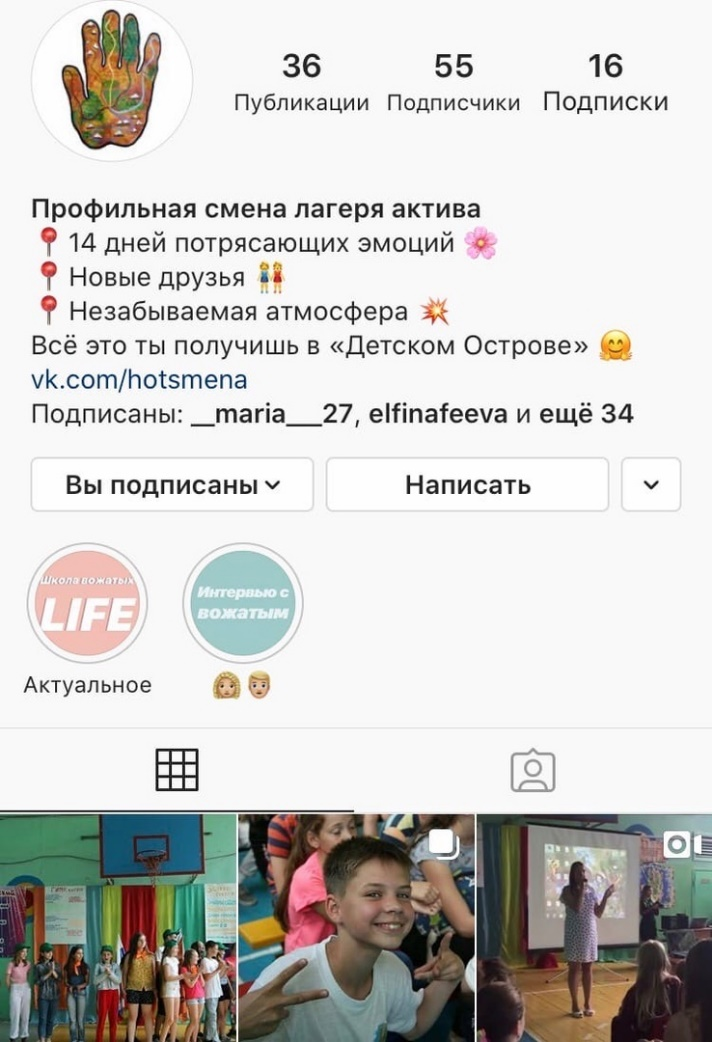 36 55 16
Публикации Подписчики Подписки
Профильная смена лагеря актива
📍 14 дней потрясающих эмоций 🌸
📍 Новые друзья 👭
📍 Незабываемая атмосфера 💥
Всё это ты получишь в «Детском Острове» 🤗
vk.com/hotsmena
Подписаны: __maria___27, elfinafeeva и ещё 34
Вы подписаны Написать
Школа вожатых
LIFE
Интервью с
вожатым
Актуальное 👩🏼👨🏼